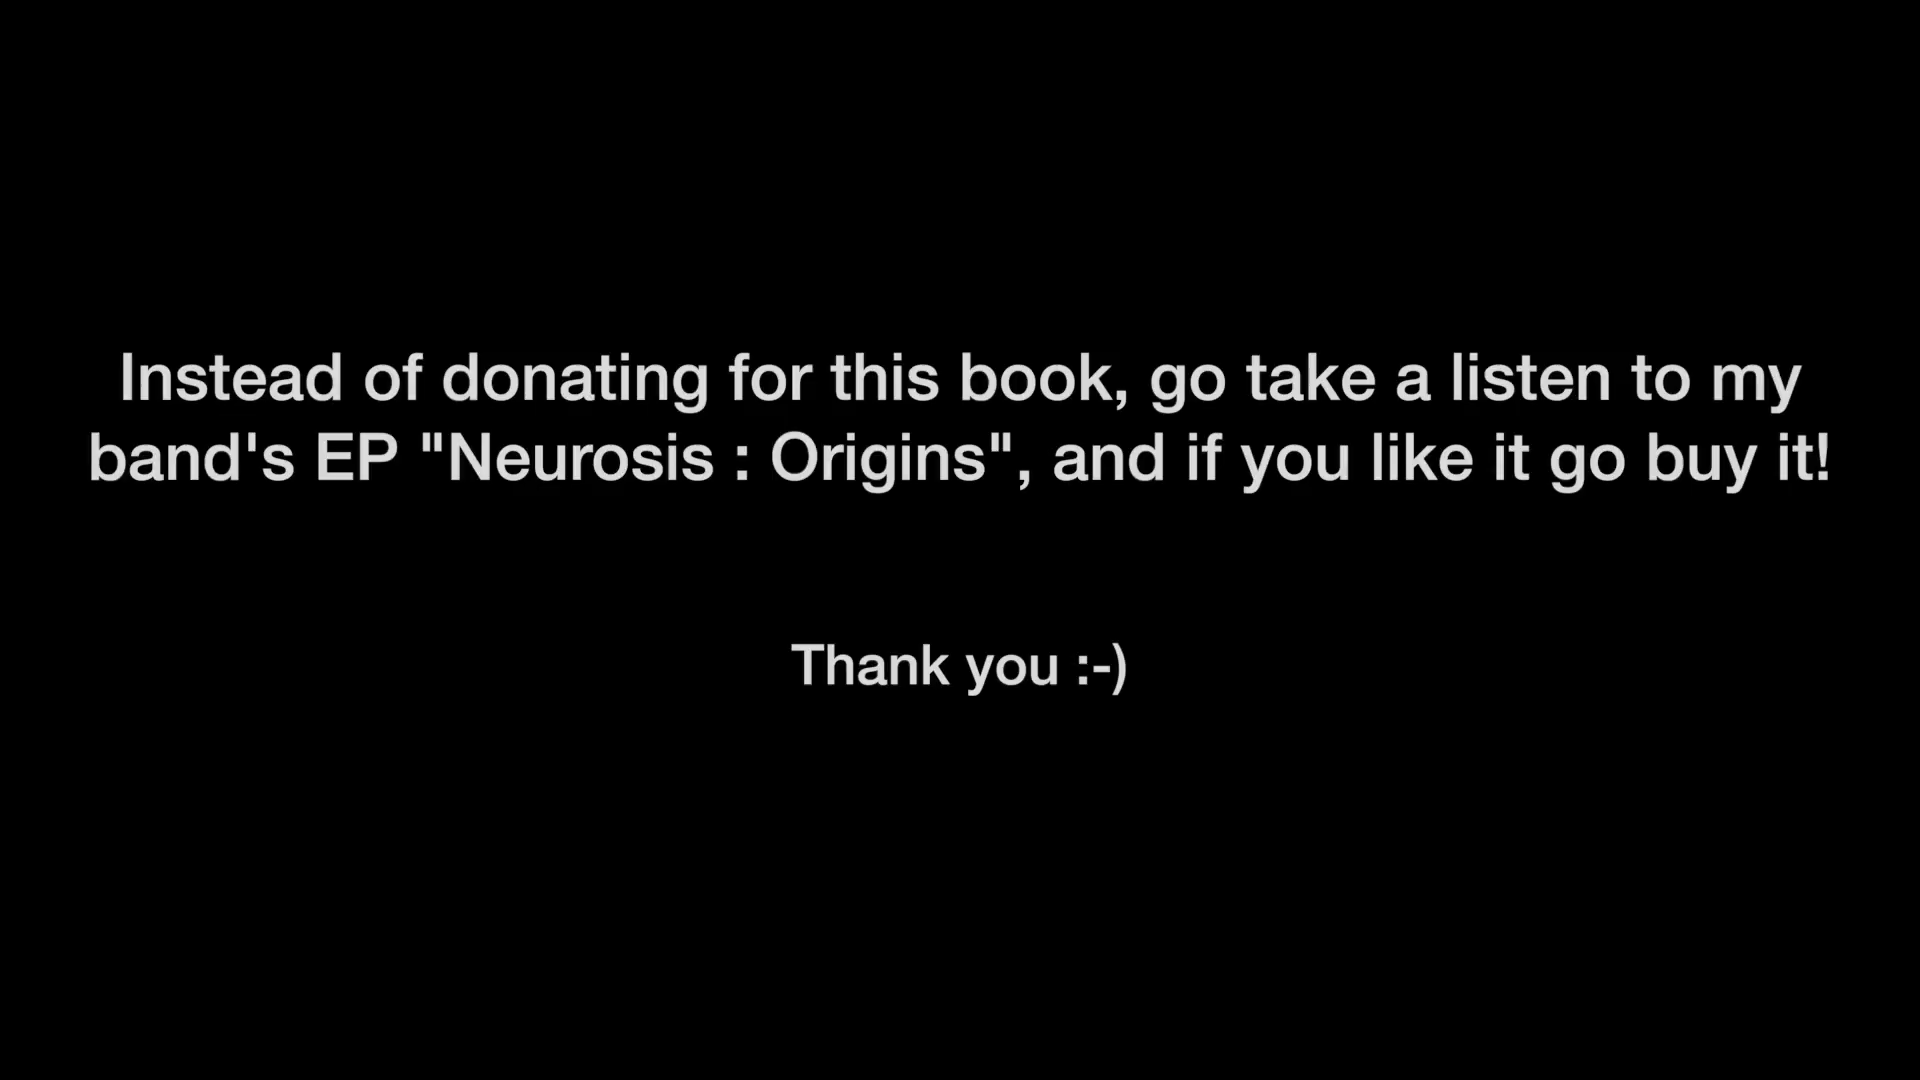 Instead of donating for this book, go take a listen to my
band's EP "Neurosis : Origins", and if you like it go buy it!
Thank you :-)